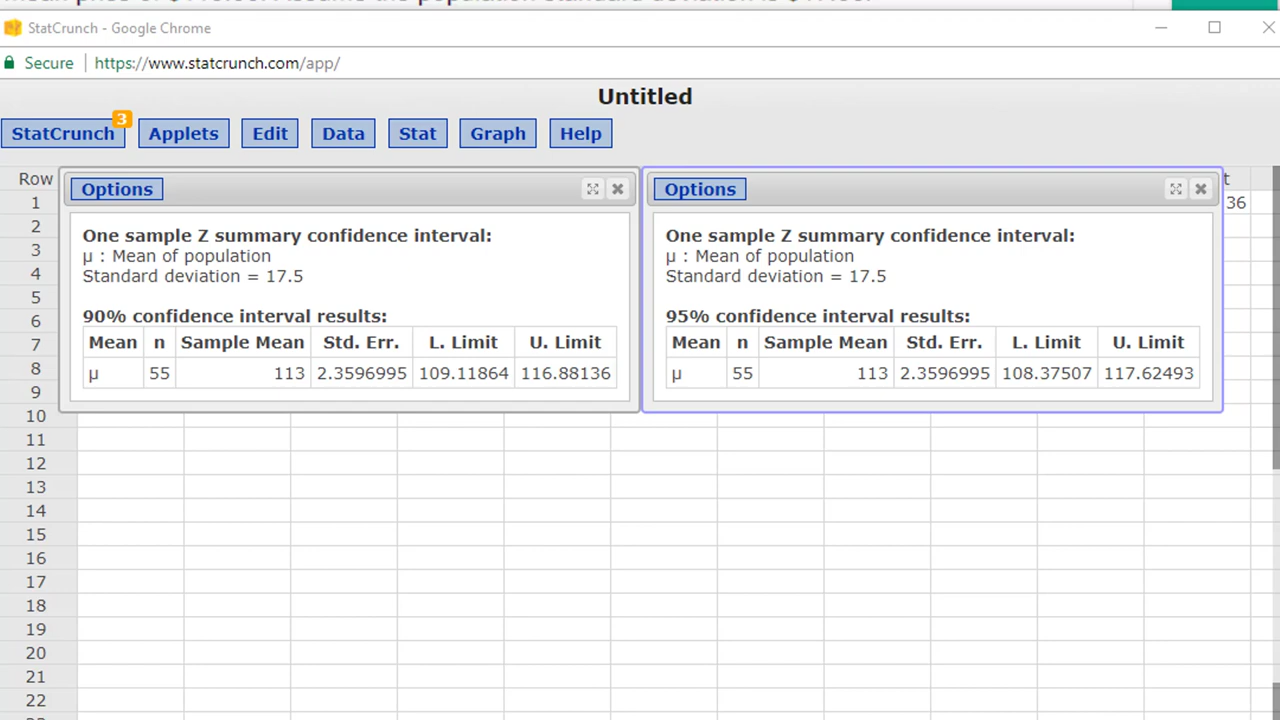 StatCrunch - Google Chrome
Secure | https://www.statcrunch.com/app/
Untitled
StatCrunch 3 Applets Edit Data Stat Graph Help
Row
Options
One sample Z summary confidence interval:
μ : Mean of population
Standard deviation = 17.5
90% confidence interval results:
Mean n Sample Mean Std. Err. L. Limit U. Limit
μ 55 113 2.3596995 109.11864 116.88136
Options
One sample Z summary confidence interval:
μ : Mean of population
Standard deviation = 17.5
95% confidence interval results:
Mean n Sample Mean Std. Err. L. Limit U. Limit
μ 55 113 2.3596995 108.37507 117.62493
t
36
1
2
3
4
5
6
7
8
9
10
11
12
13
14
15
16
17
18
19
20
21
22